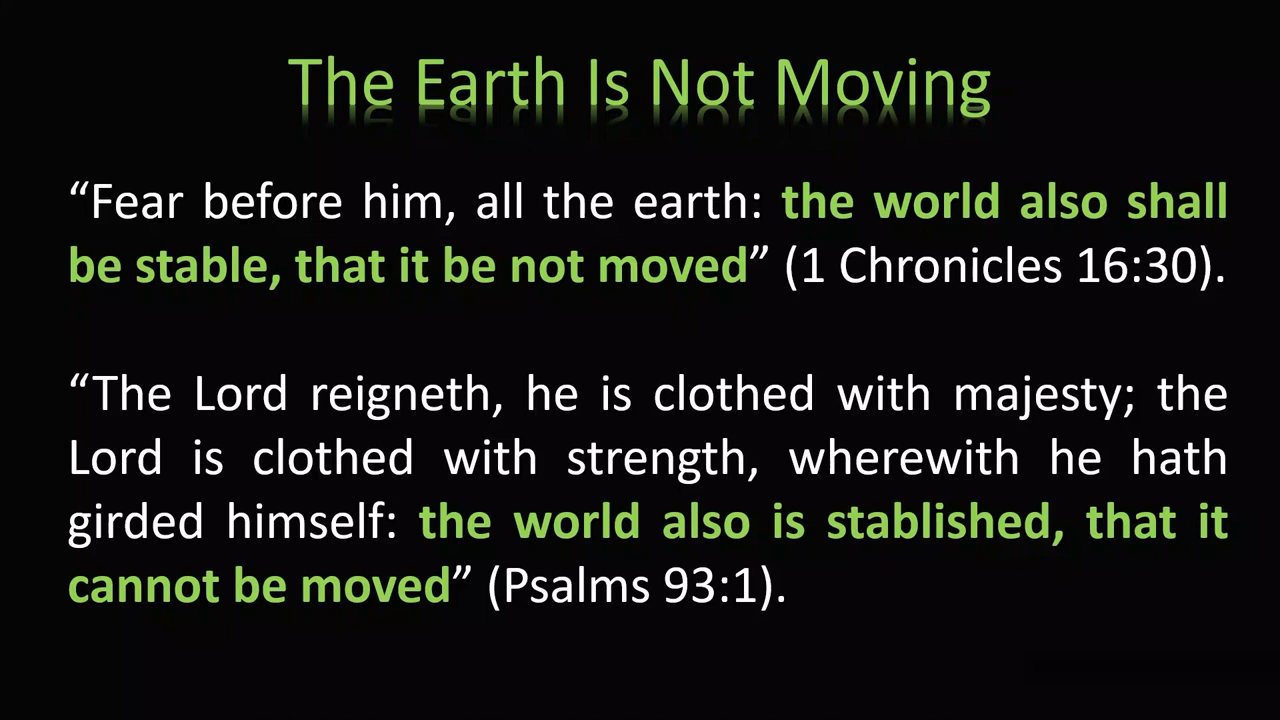 The Earth Is Not Moving
“Fear before him, all the earth: the world also shall
be stable, that it be not moved” (1 Chronicles 16:30).
“The Lord reigneth, he is clothed with majesty; the
Lord is clothed with strength, wherewith he hath
girded himself: the world also is stablished, that it
cannot be moved” (Psalms 93:1).